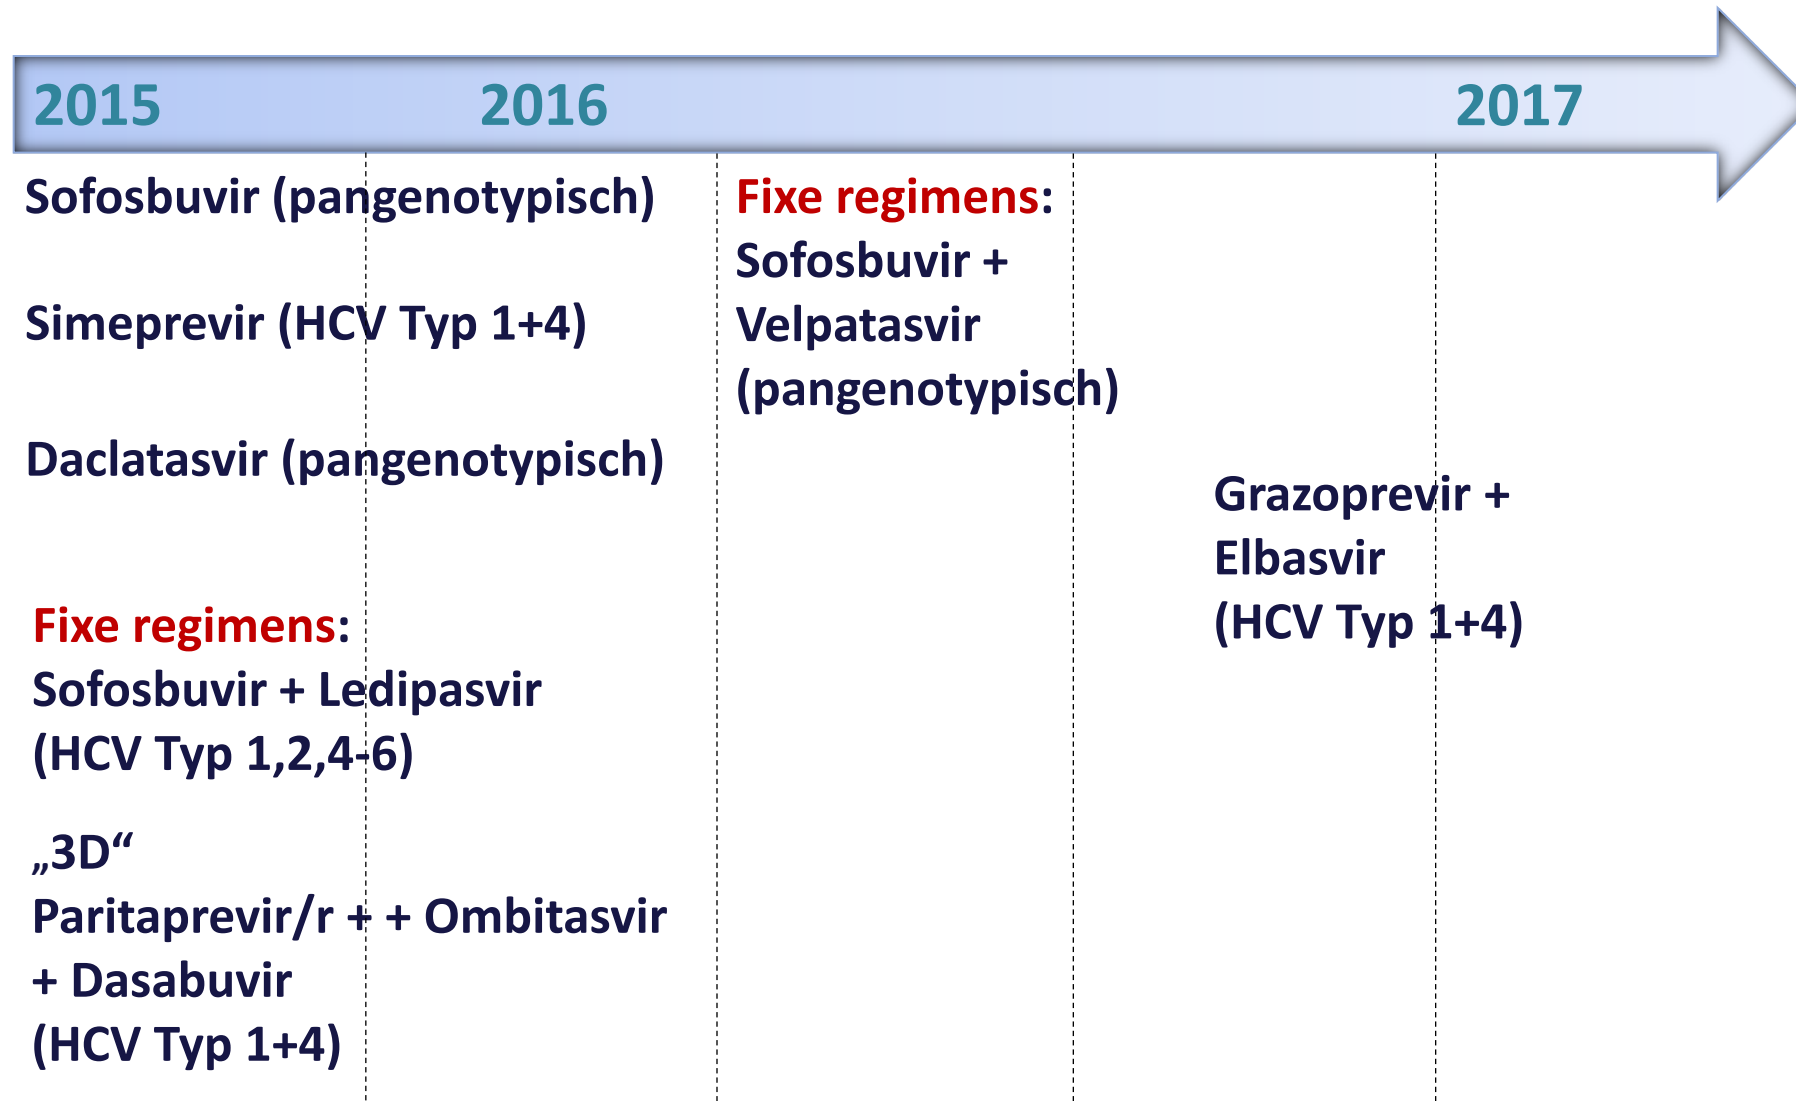 2015 2016 2017
Sofosbuvir (pangenotypisch)
Simeprevir (HCV Typ 1+4)
Daclatasvir (pangenotypisch)
Fixe regimens:
Sofosbuvir + Ledipasvir
(HCV Typ 1,2,4-6)
„3D“
Paritaprevir/r + + Ombitasvir
+ Dasabuvir
(HCV Typ 1+4)
Fixe regimens:
Sofosbuvir +
Velpatasvir
(pangenotypisch)
Grazoprevir +
Elbasvir
(HCV Typ 1+4)